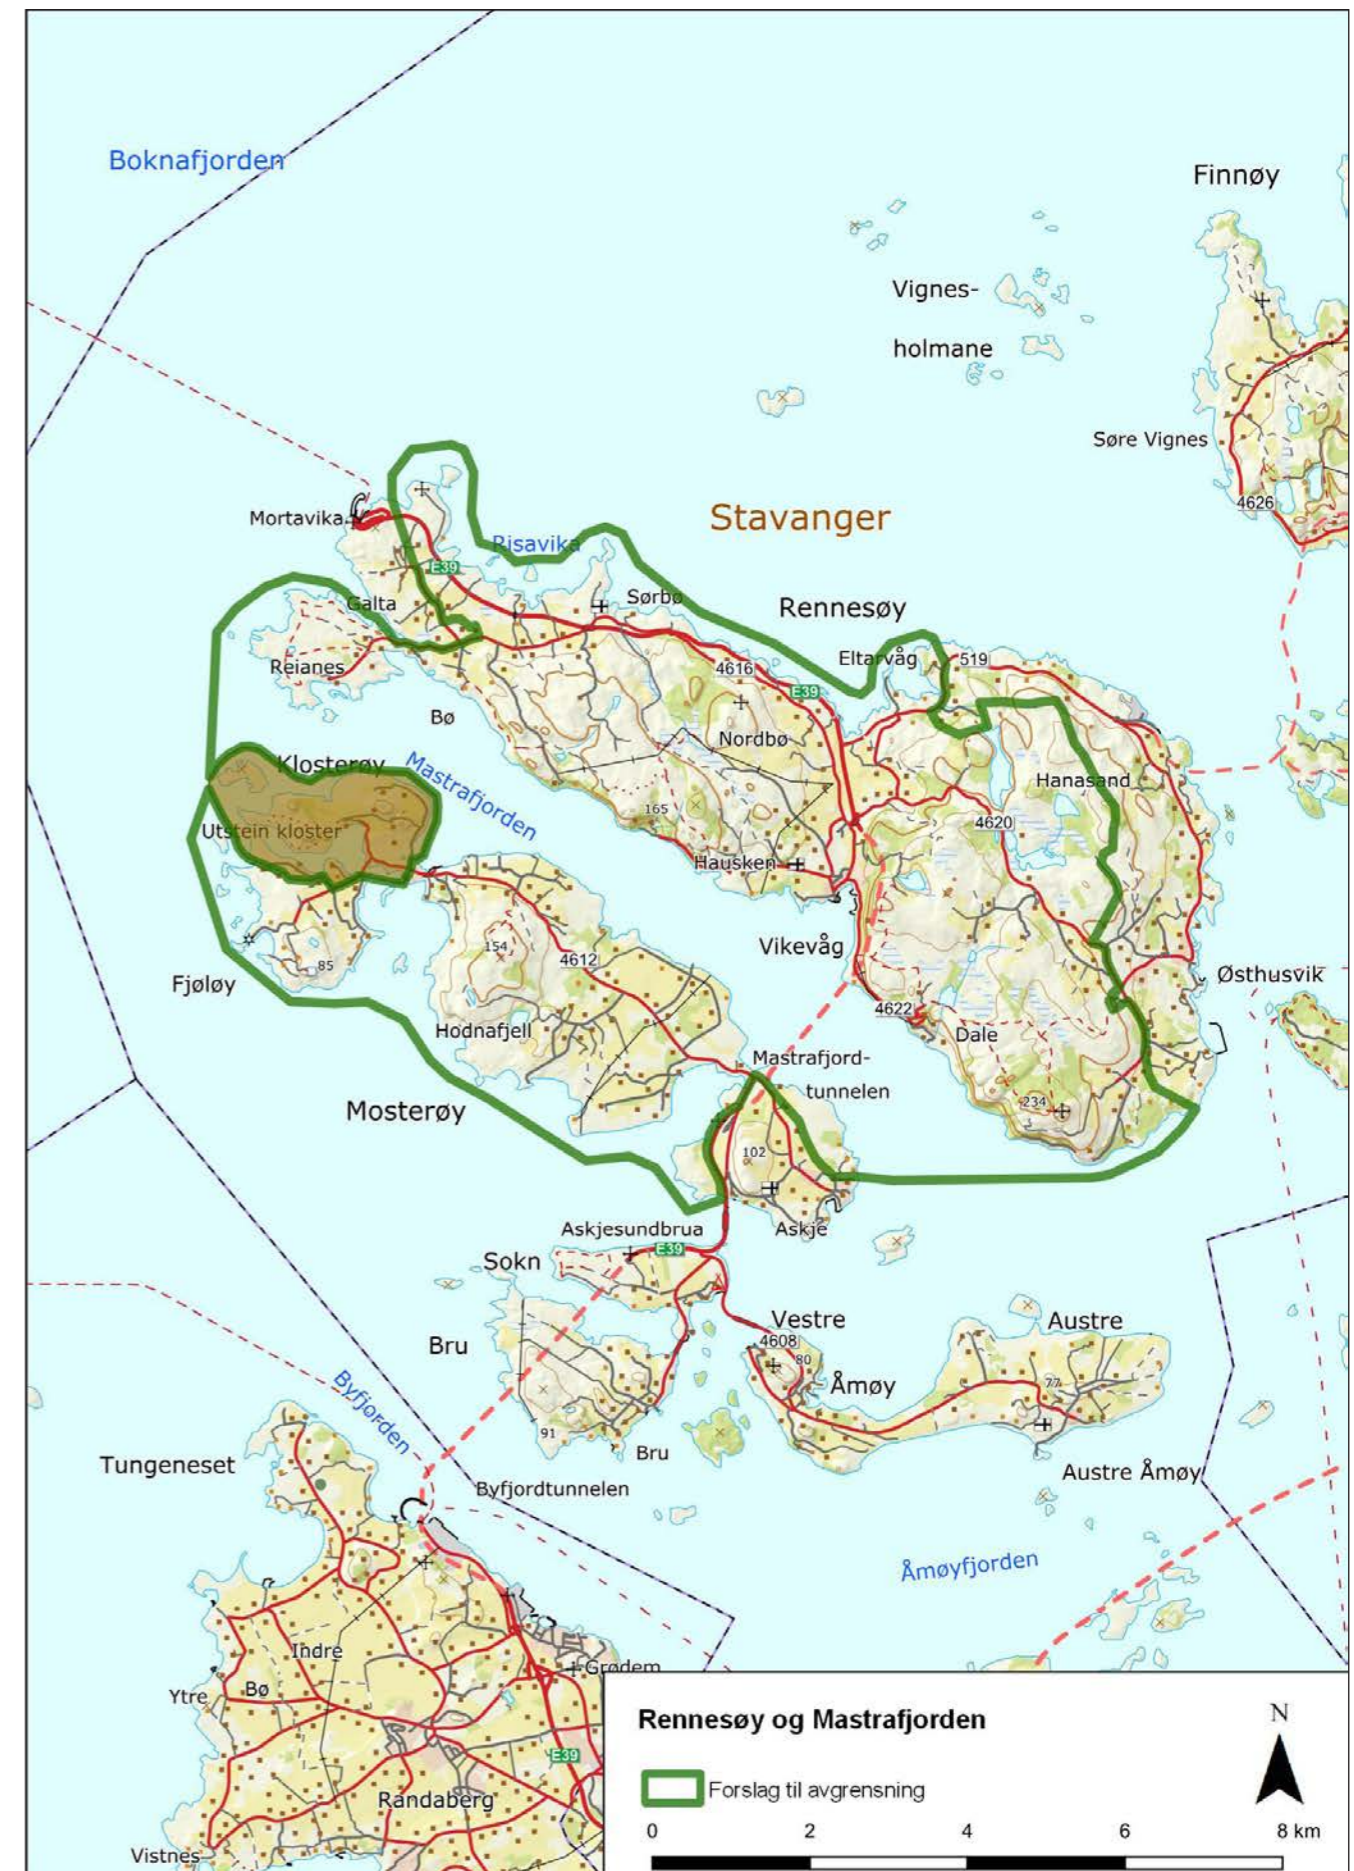 Boknafjorden
Finnøy
Vignes-
holmane
Søre Vignes
4626
Mortavika
Stavanger
Risavika
E39
Galta
Sørbø
Rennesøy
Reianes
4616
Eltarvåg
519
E39
Bø
Nordbø
Klosterøy
Mastrafjorden
Hanasand
165
Utstein kloster
4620
Hausken
154
4612
Vikevåg
85
Fjøløy
Østhusvik
4622
Hodnafjell
Dale
Mastrafjord-
tunnelen
Mosterøy
234
102
Askjesundbrua
Askje
E39
Sokn
Vestre
Austre
4608
Bru
80
Åmøy
77
Byfjorden
91
Bru
Tungeneset
Austre Åmøy
Byfjordtunnelen
Åmøyfjorden
Indre
Grødem
Ytre
Bø
E39
Randaberg
Vistnes
Rennesøy og Mastrafjorden
N
Forslag til avgrensning
0 2 4 6 8 km